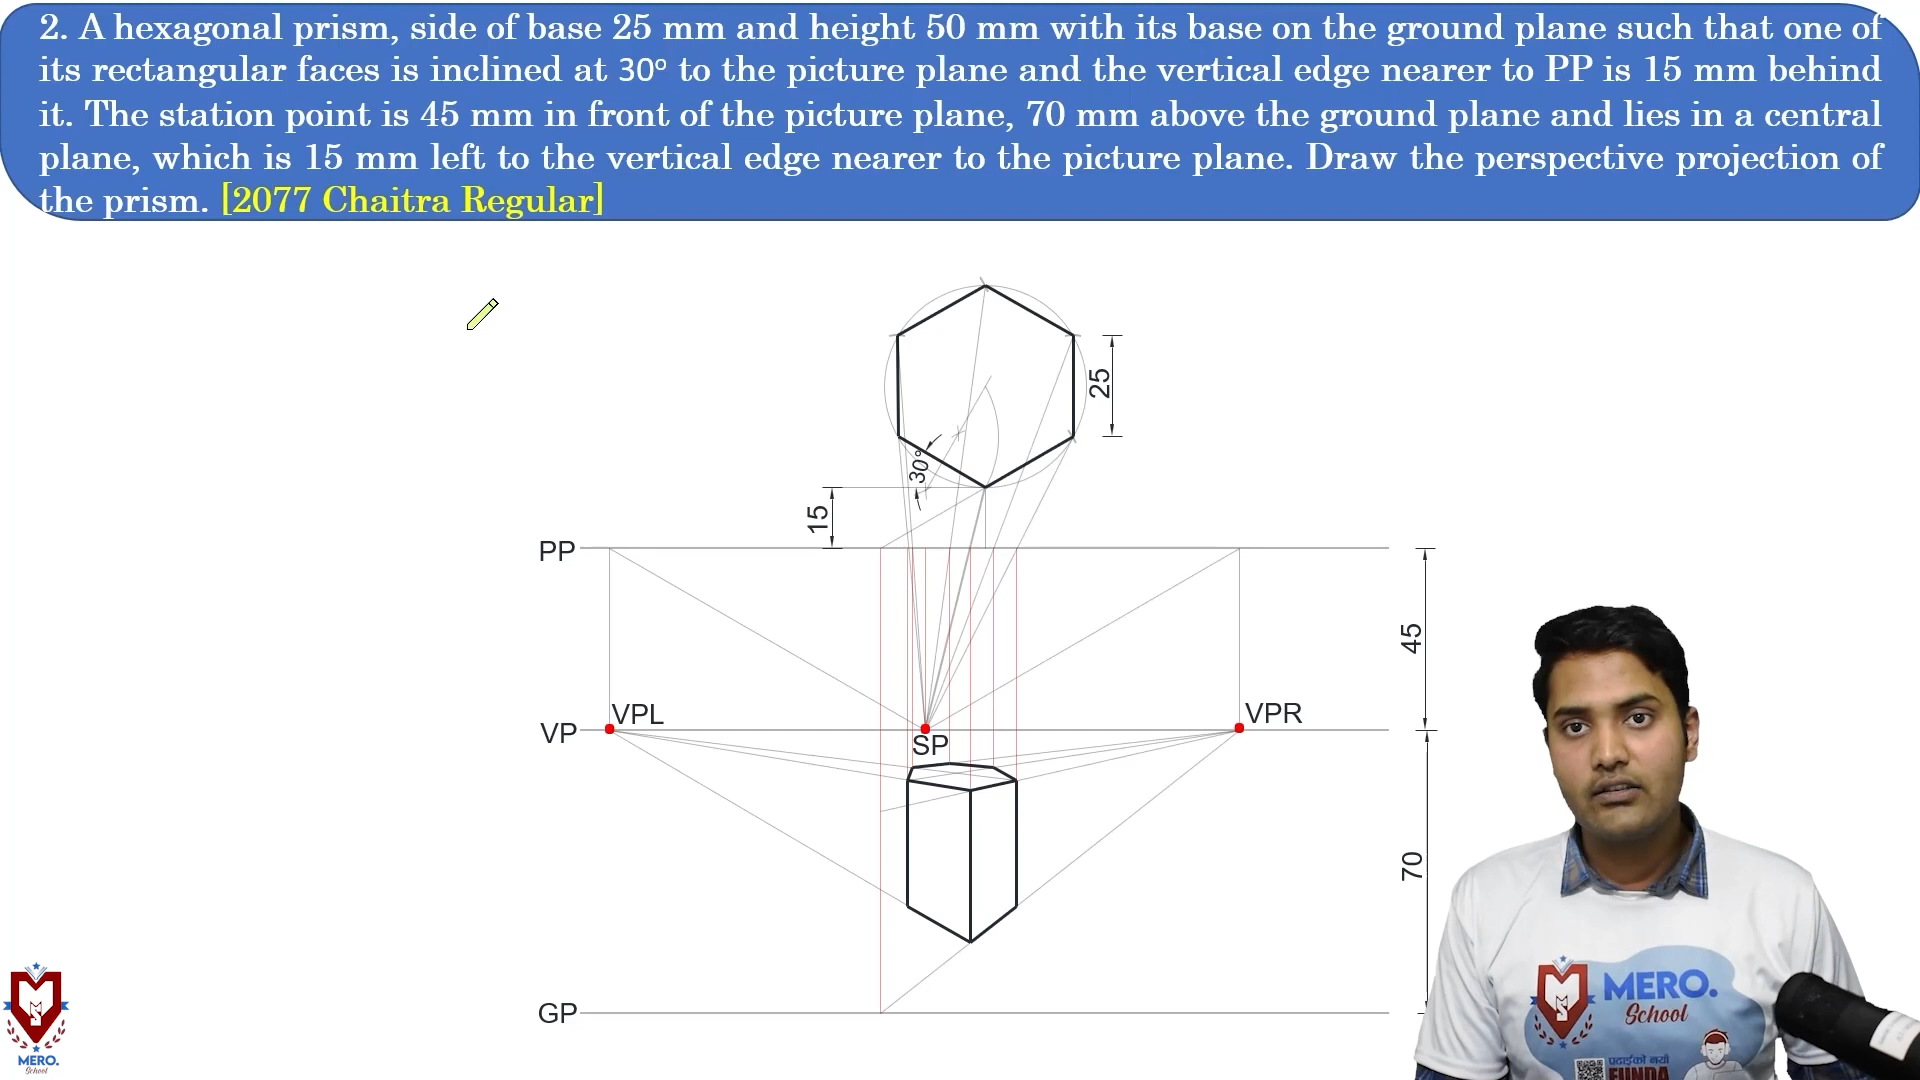 2. A hexagonal prism, side of base 25 mm and height 50 mm with its base on the ground plane such that one of
its rectangular faces is inclined at 30º to the picture plane and the vertical edge nearer to PP is 15 mm behind
it. The station point is 45 mm in front of the picture plane, 70 mm above the ground plane and lies in a central
plane, which is 15 mm left to the vertical edge nearer to the picture plane. Draw the perspective projection of
the prism. [2077 Chaitra Regular]
25
30°
15
PP
45
VPL
VPR
VP
SP
70
GP
MERO.
School
MERO.
School
पढाईको नयाँ
FUNDA